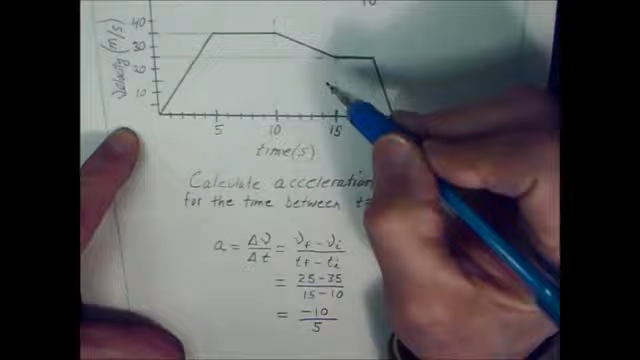 40
30
20
10
Velocity (m/s)
5 10 15
time(s)
Calculate acceleration
for the time between t=
a = Δv/Δt = vf - vi / tf - ti
= 25-35 / 15-10
= -10 / 5